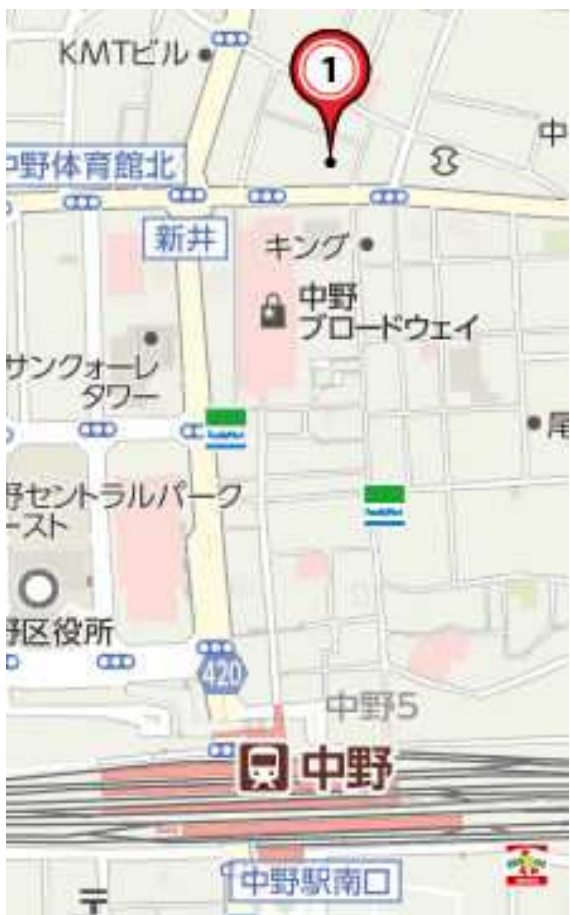 KMTビル
1
中
中野体育館北
新井
キング
中野
ブロードウェイ
サンクォーレ
タワー
FamilyMart
尾
野セントラルパーク
ースト
FamilyMart
野区役所
420
中野5
中野
中野駅南口